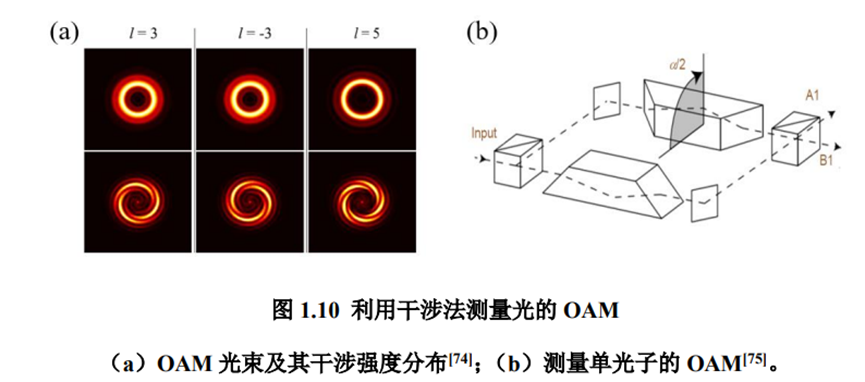 (a)
l = 3
l = -3
l = 5
(b)
α/2
A1
Input
B1
图 1.10 利用干涉法测量光的 OAM
（a）OAM 光束及其干涉强度分布[74]；（b）测量单光子的 OAM[75]。